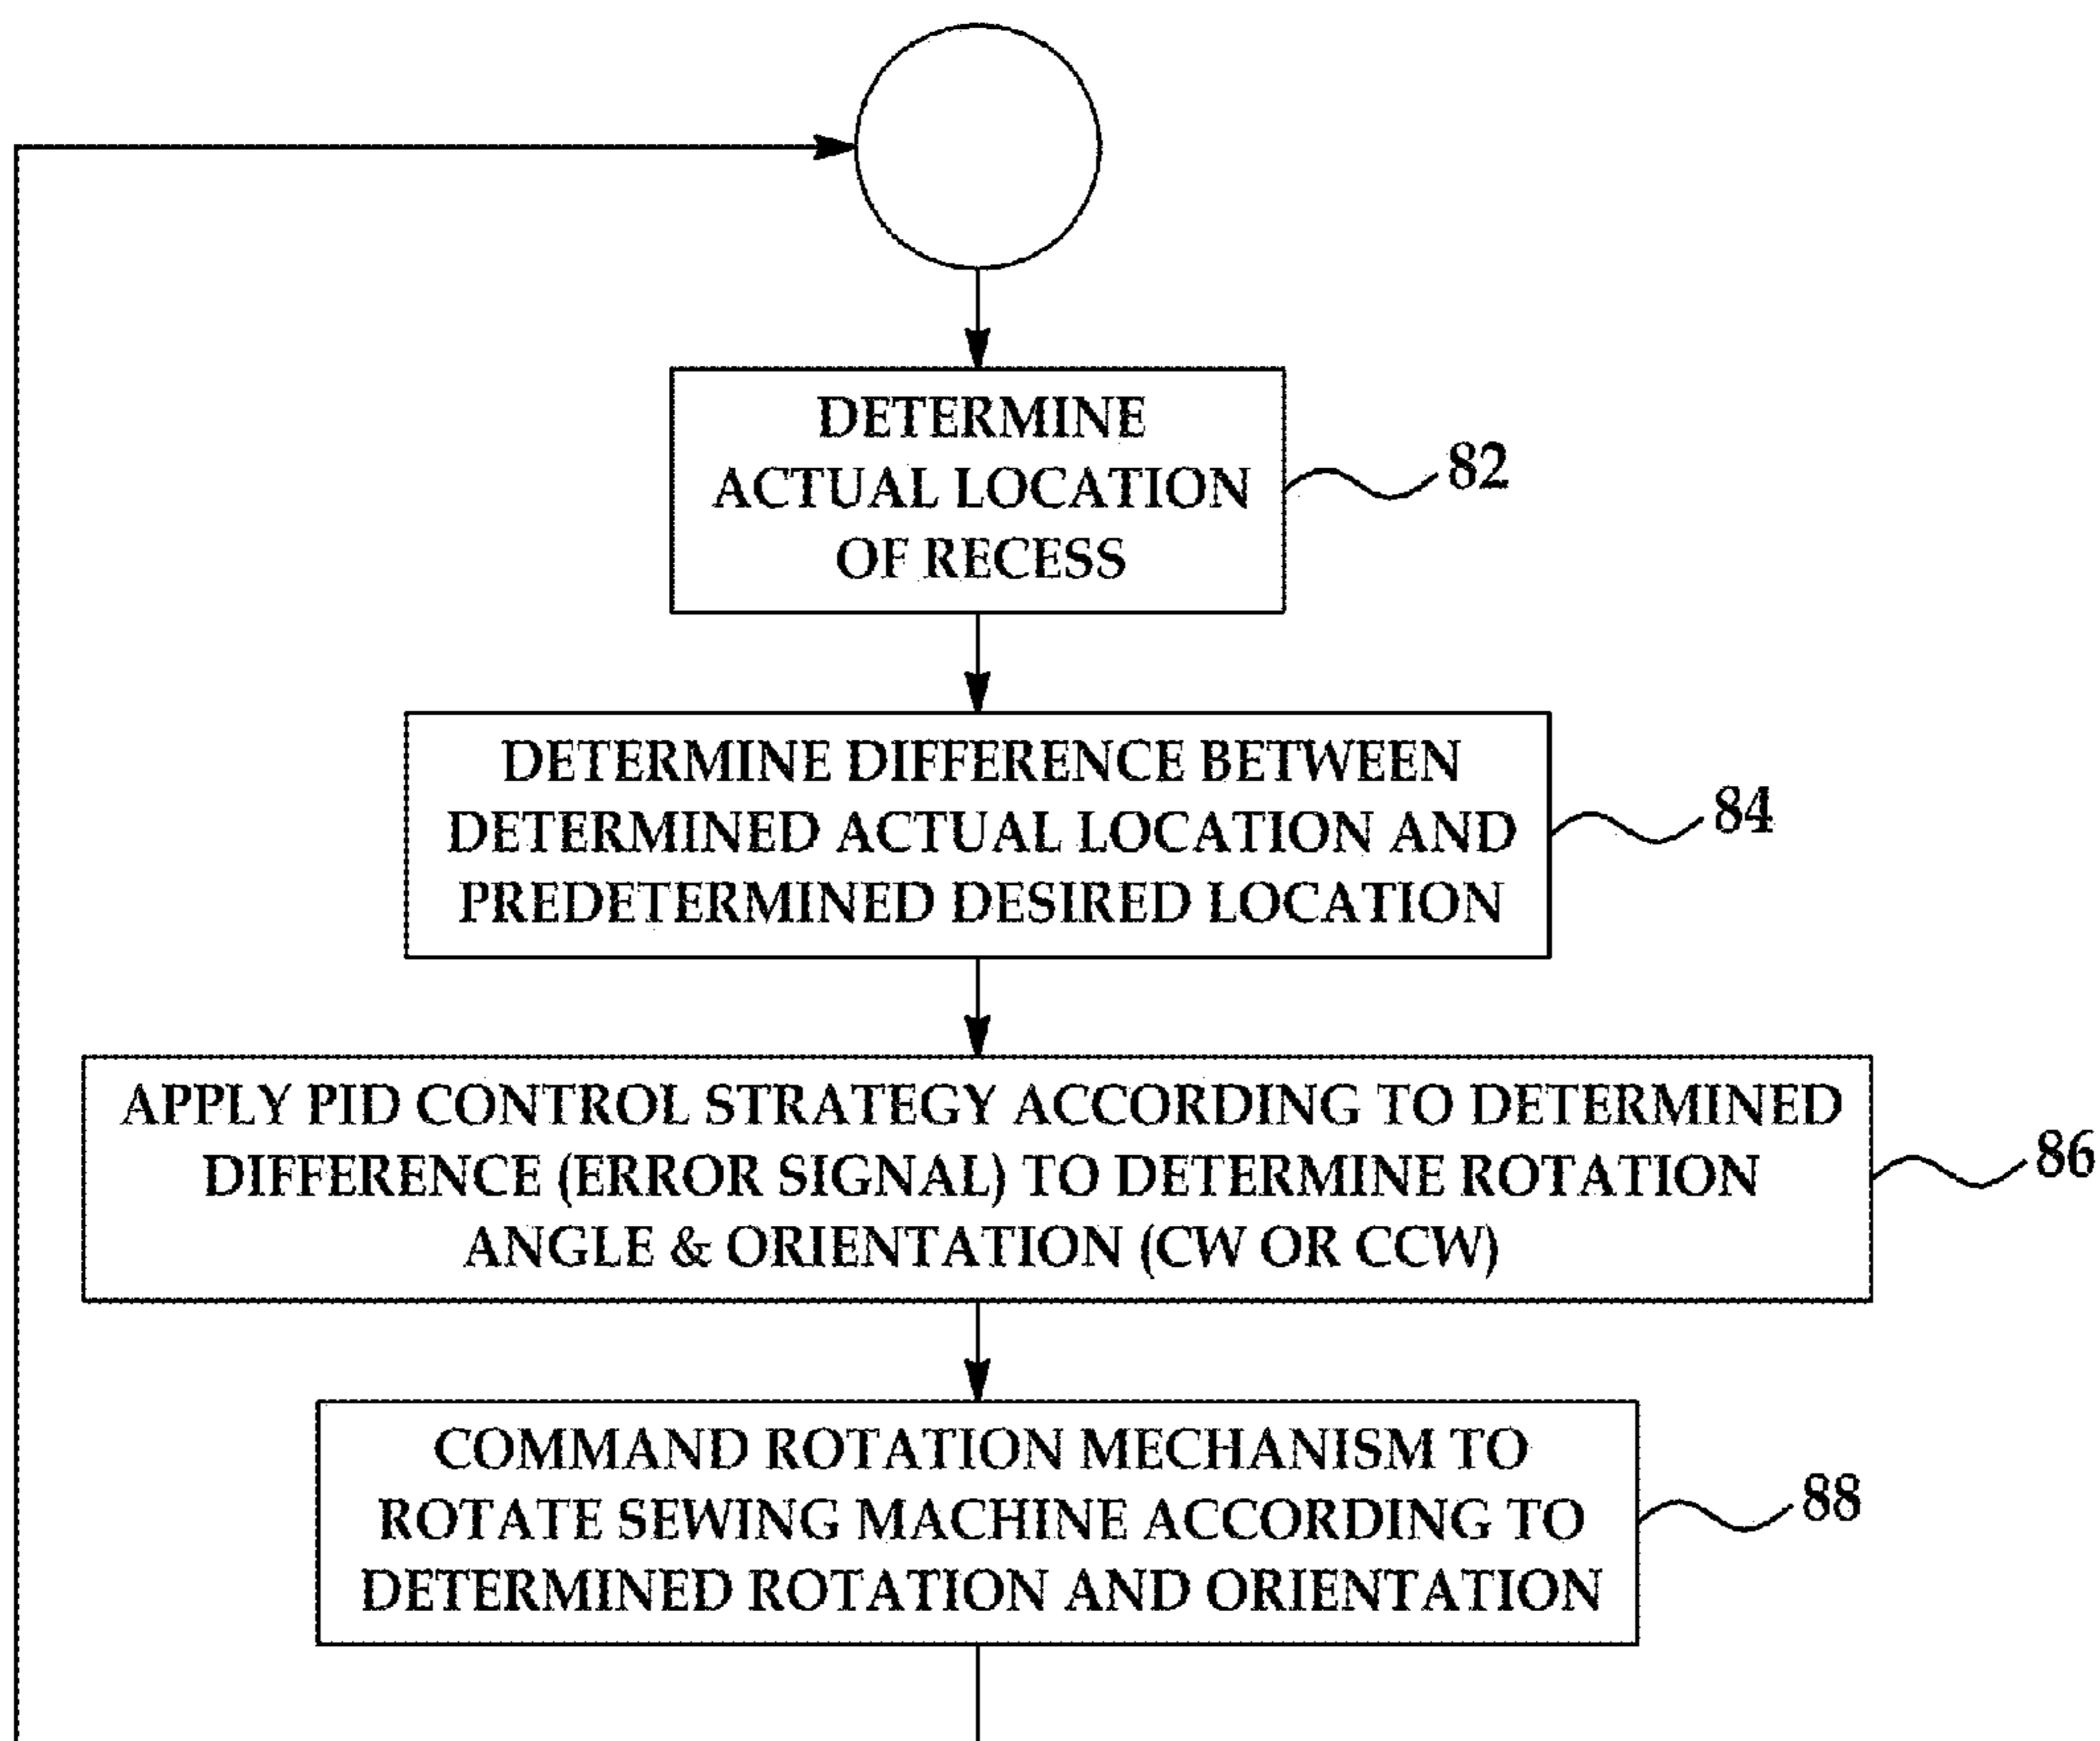 DETERMINE
ACTUAL LOCATION
OF RECESS
82
DETERMINE DIFFERENCE BETWEEN
DETERMINED ACTUAL LOCATION AND
PREDETERMINED DESIRED LOCATION
84
APPLY PID CONTROL STRATEGY ACCORDING TO DETERMINED
DIFFERENCE (ERROR SIGNAL) TO DETERMINE ROTATION
ANGLE & ORIENTATION (CW OR CCW)
86
COMMAND ROTATION MECHANISM TO
ROTATE SEWING MACHINE ACCORDING TO
DETERMINED ROTATION AND ORIENTATION
88